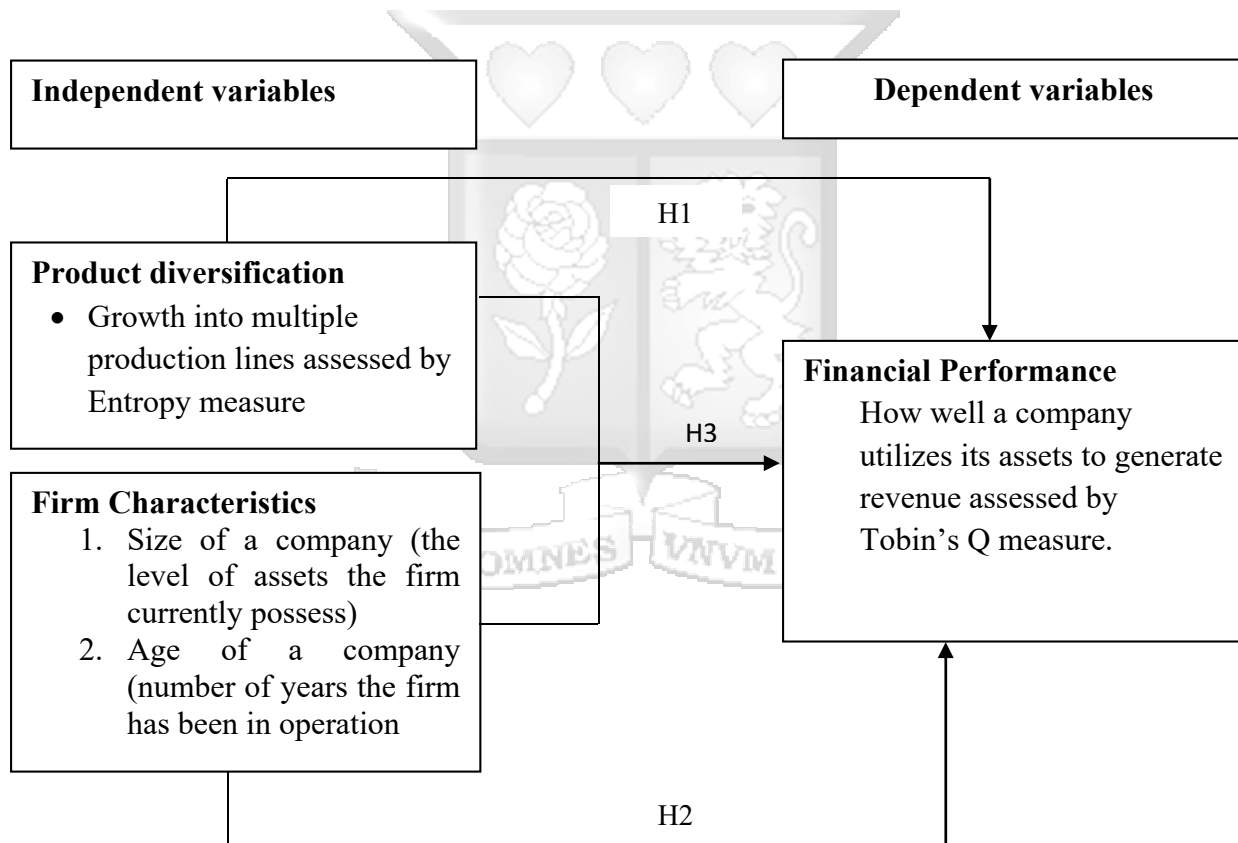 Independent variables
Dependent variables
H1
Product diversification
• Growth into multiple
production lines assessed by
Entropy measure
Financial Performance
How well a company
utilizes its assets to generate
revenue assessed by
Tobin’s Q measure.
H3
Firm Characteristics
1. Size of a company (the
level of assets the firm
currently possess)
2. Age of a company
(number of years the firm
has been in operation
OMNES VNVM
H2